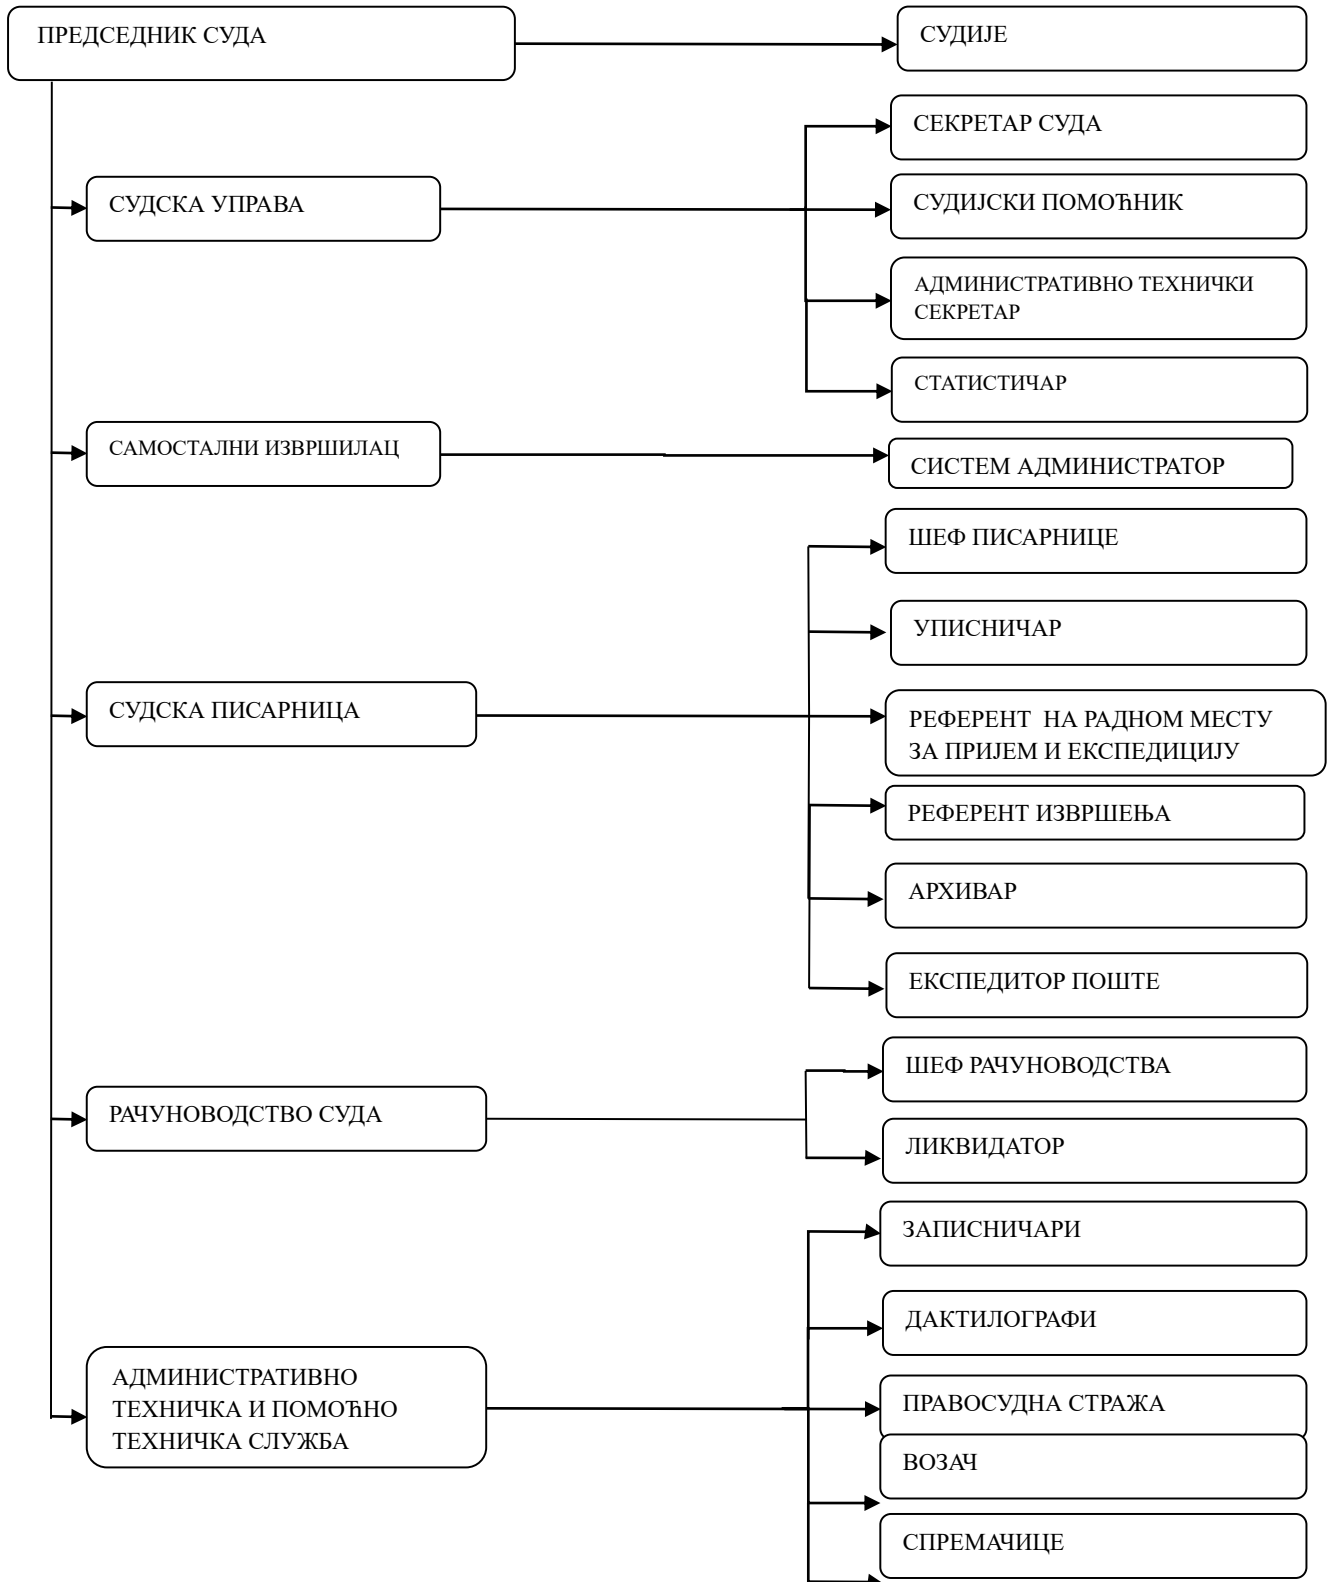 ПРЕДСЕДНИК СУДА
СУДИЈЕ
СЕКРЕТАР СУДА
СУДСКА УПРАВА
СУДИЈСКИ ПОМОЋНИК
АДМИНИСТРАТИВНО ТЕХНИЧКИ
СЕКРЕТАР
СТАТИСТИЧАР
САМОСТАЛНИ ИЗВРШИЛАЦ
СИСТЕМ АДМИНИСТРАТОР
ШЕФ ПИСАРНИЦЕ
УПИСНИЧАР
СУДСКА ПИСАРНИЦА
РЕФЕРЕНТ НА РАДНОМ МЕСТУ
ЗА ПРИЈЕМ И ЕКСПЕДИЦИЈУ
РЕФЕРЕНТ ИЗВРШЕЊА
АРХИВАР
ЕКСПЕДИТОР ПОШТЕ
ШЕФ РАЧУНОВОДСТВА
РАЧУНОВОДСТВО СУДА
ЛИКВИДАТОР
ЗАПИСНИЧАРИ
ДАКТИЛОГРАФИ
АДМИНИСТРАТИВНО
ТЕХНИЧКА И ПОМОЋНО
ТЕХНИЧКА СЛУЖБА
ПРАВОСУДНА СТРАЖА
ВОЗАЧ
СПРЕМАЧИЦЕ